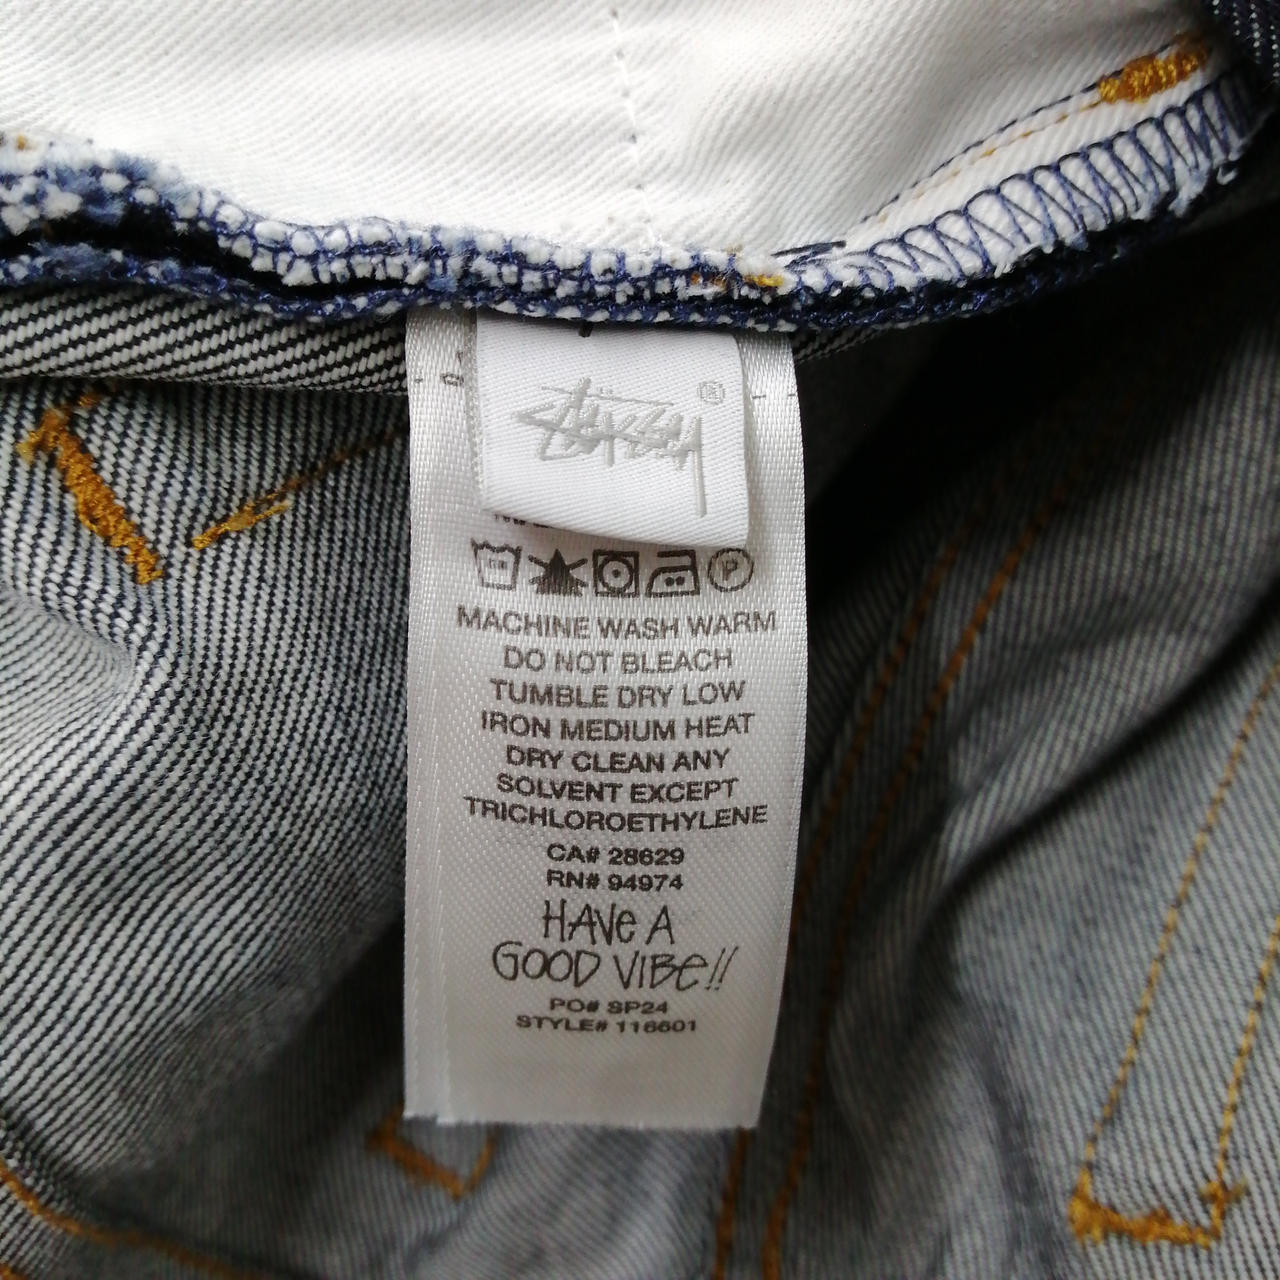 STÜSSY ®
P
MACHINE WASH WARM
DO NOT BLEACH
TUMBLE DRY LOW
IRON MEDIUM HEAT
DRY CLEAN ANY
SOLVENT EXCEPT
TRICHLOROETHYLENE
CA# 28629
RN# 94974
HAVe A
GOOD VIBe!!
PO# SP24
STYLE# 116601